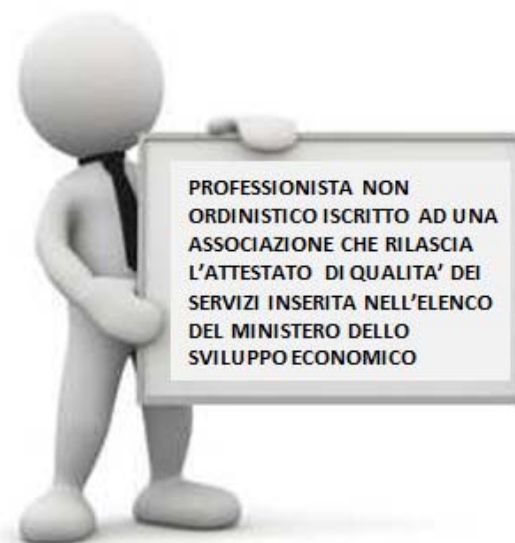 PROFESSIONISTA NON
ORDINISTICO ISCRITTO AD UNA
ASSOCIAZIONE CHE RILASCIA
L'ATTESTATO DI QUALITA' DEI
SERVIZI INSERITA NELL'ELENCO
DEL MINISTERO DELLO
SVILUPPO ECONOMICO